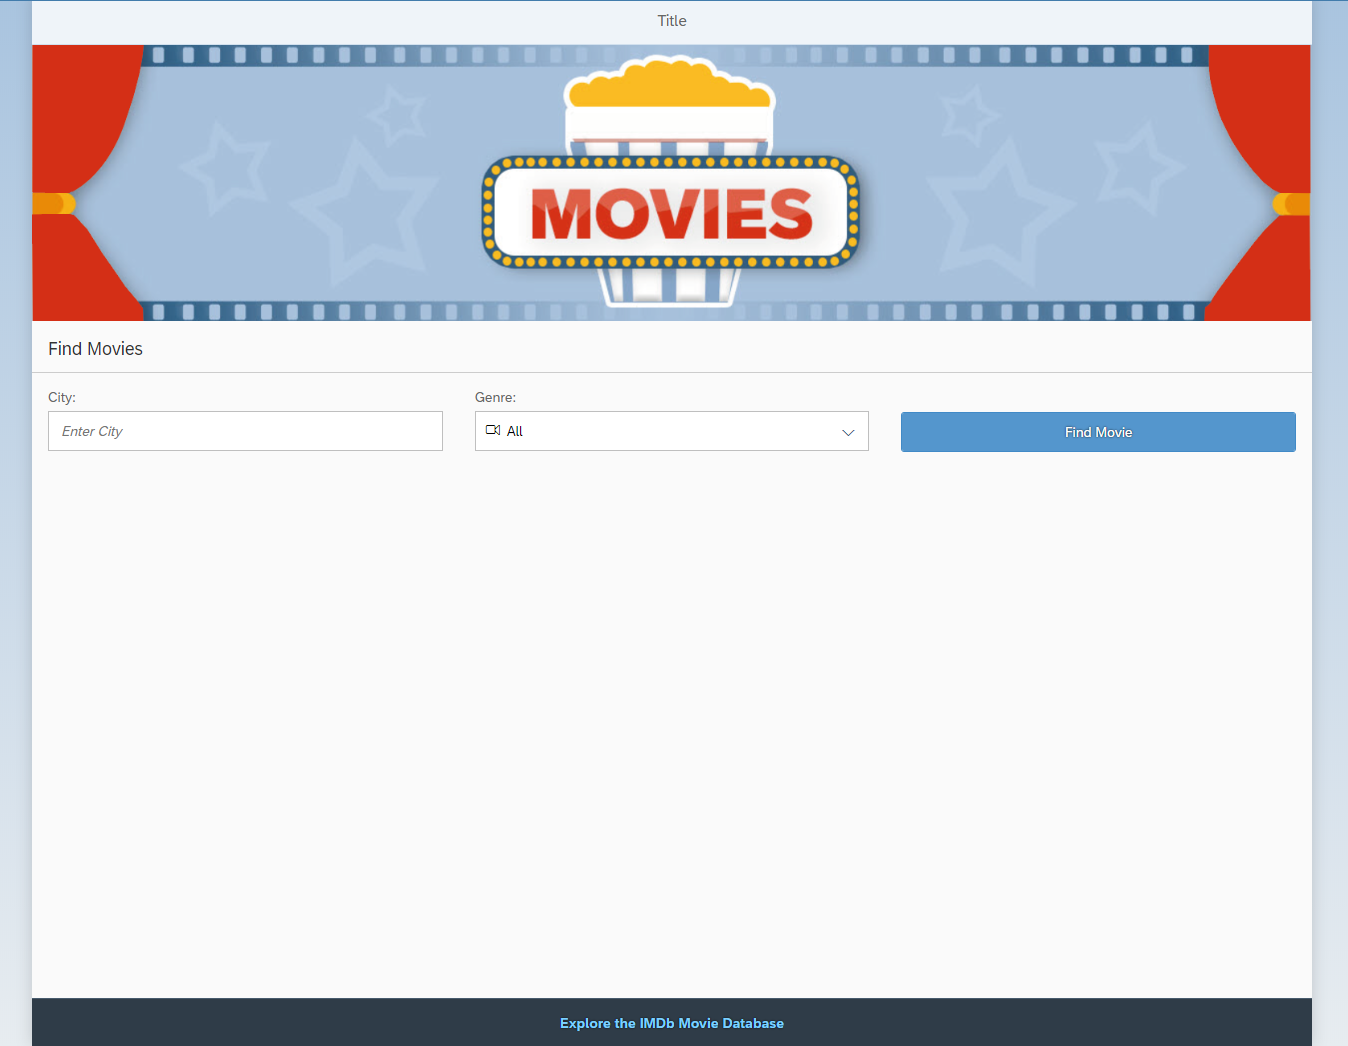 Title
MOVIES
Find Movies
City:
Genre:
Enter City
All
Find Movie
Explore the IMDb Movie Database